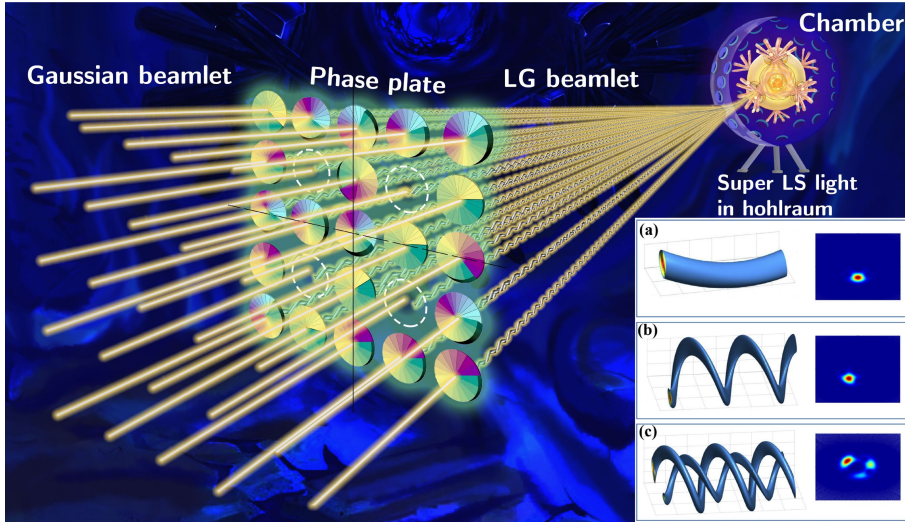 Chamber
Gaussian beamlet
Phase plate
LG beamlet
Super LS light
in hohlraum
(a)
(b)
(c)